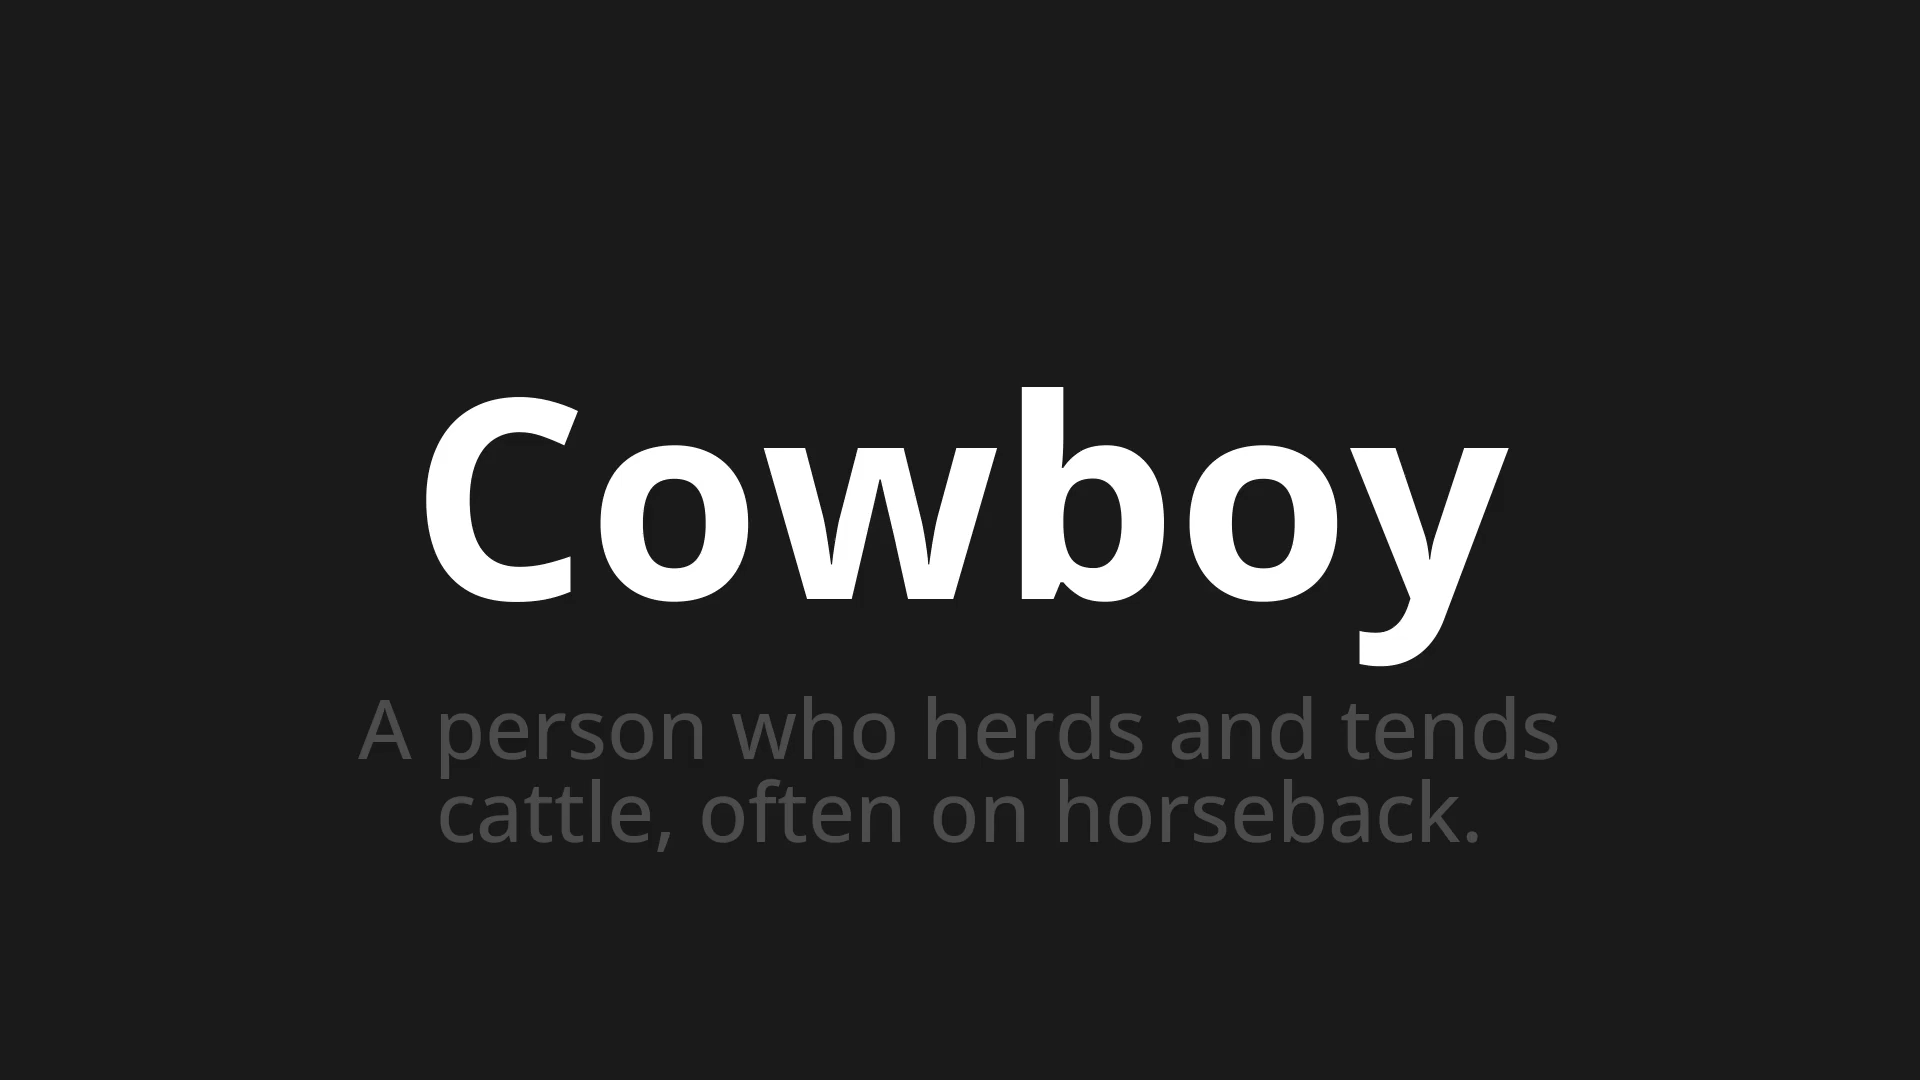 Cowboy
A person who herds and tends
cattle, often on horseback.